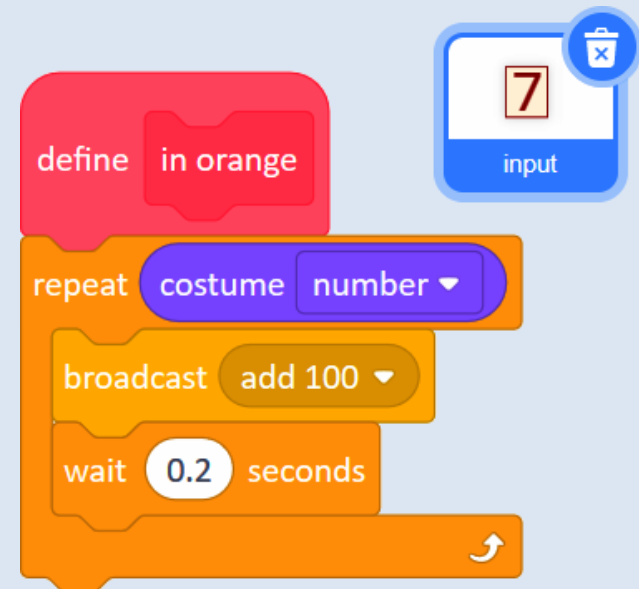 7
input
define in orange
repeat costume number
broadcast add 100
wait 0.2 seconds